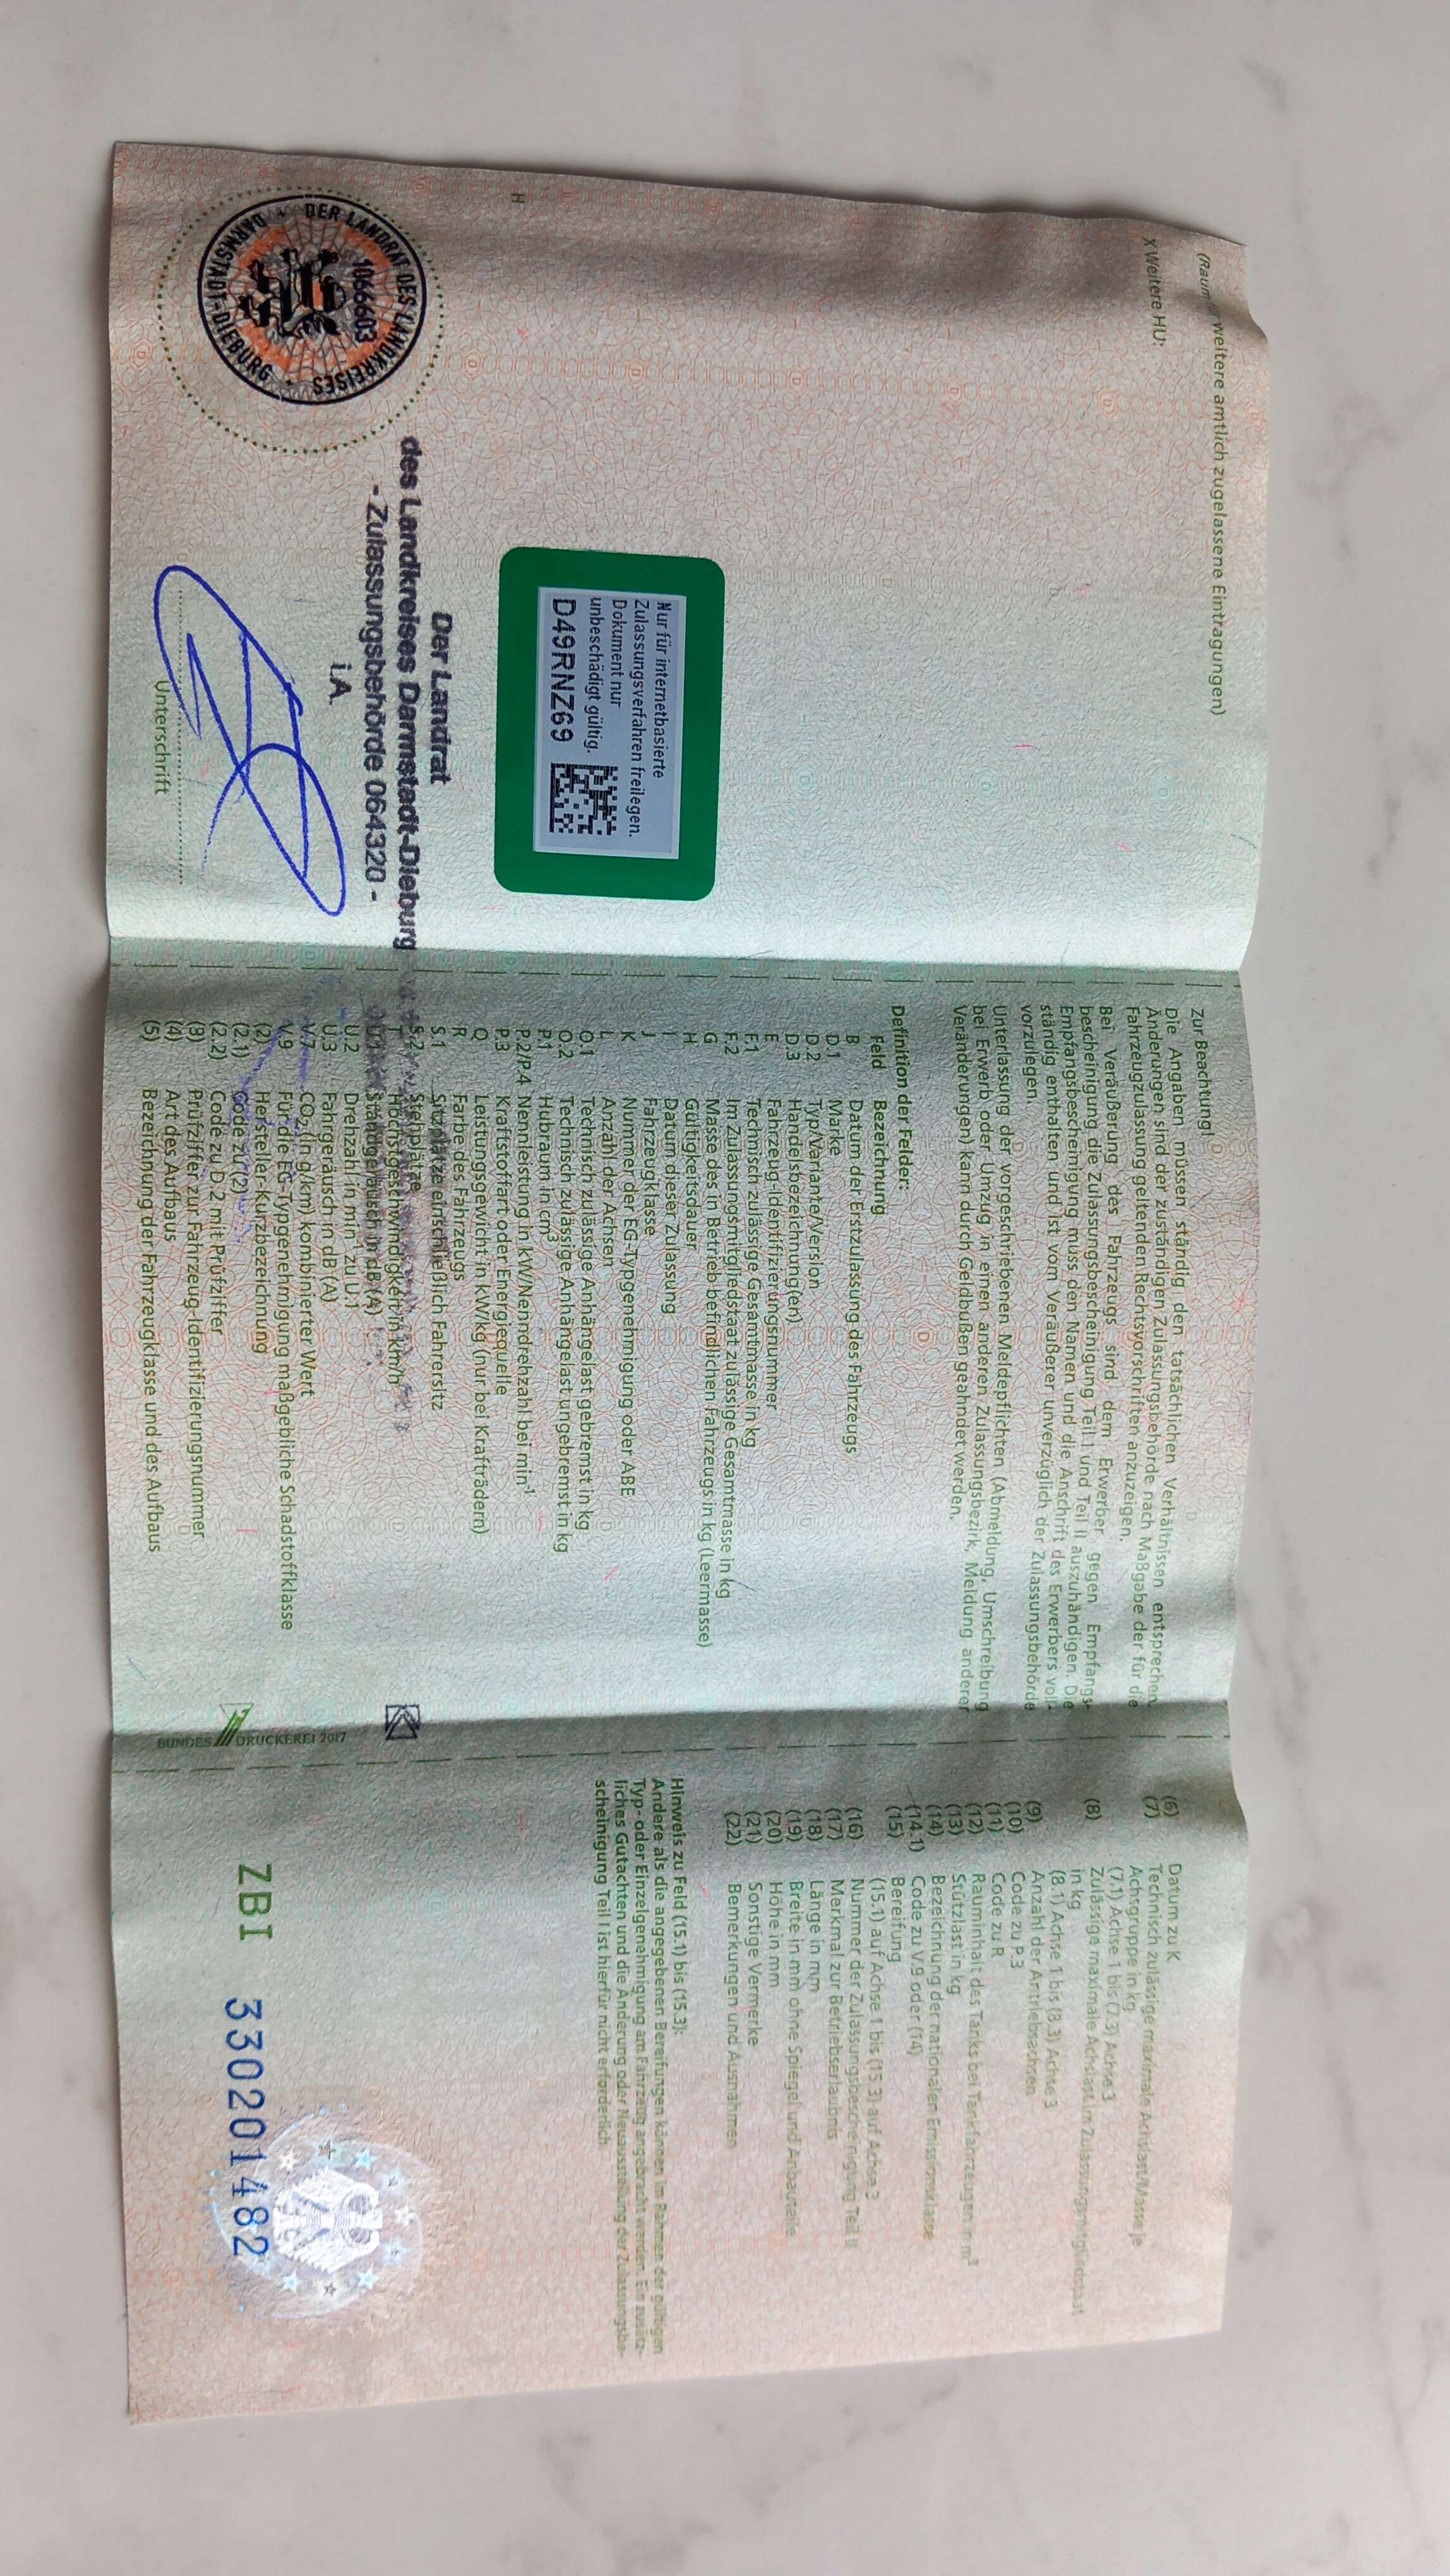 (Raum weitere amtlich zugelassene Eintragungen)
X Weitere HU:
Nur für internetbasierte
Zulassungsverfahren freilegen.
Dokument nur
unbeschädigt gültig.
D49RNZ69
H
Der Landrat
des Landkreises Darmstadt-Dieburg
- Zulassungsbehörde 064320 -
i.A.
Unterschrift
DER LANDRAT DES LANDKREISES
DARMSTADT-DIEBURG
1066603
Zur Beachtung!
Die Angaben müssen ständig den tatsächlichen Verhältnissen entsprechen.
Änderungen sind der zuständigen Zulassungsbehörde nach Maßgabe der für die
Fahrzeugzulassung geltenden Rechtsvorschriften anzuzeigen.
Bei Veräußerung des Fahrzeugs sind dem Erwerber gegen Empfangs-
bescheinigung die Zulassungsbescheinigung Teil I und Teil II auszuhändigen. Die
Empfangsbescheinigung muss den Namen und die Anschrift des Erwerbers voll-
ständig enthalten und ist vom Veräußerer unverzüglich der Zulassungsbehörde
vorzulegen.
Unterlassung der vorgeschriebenen Meldepflichten (Abmeldung, Umschreibung
bei Erwerb oder Umzug in einen anderen Zulassungsbezirk, Meldung anderer
Veränderungen) kann durch Geldbußen geahndet werden.
Definition der Felder:
Feld Bezeichnung
B Datum der Erstzulassung des Fahrzeugs
D.1 Marke
D.2 Typ/Variante/Version
D.3 Handelsbezeichnung(en)
E Fahrzeug-Identifizierungsnummer
F.1 Technisch zulässige Gesamtmasse in kg
F.2 Im Zulassungsmitgliedstaat zulässige Gesamtmasse in kg
G Masse des in Betrieb befindlichen Fahrzeugs in kg (Leermasse)
H Gültigkeitsdauer
I Datum dieser Zulassung
J Fahrzeugklasse
K Nummer der EG-Typgenehmigung oder ABE
L Anzahl der Achsen
O.1 Technisch zulässige Anhängelast gebremst in kg
O.2 Technisch zulässige Anhängelast ungebremst in kg
P.1 Hubraum in cm³
P.2/P.4 Nennleistung in kW/Nenndrehzahl bei min⁻¹
P.3 Kraftstoffart oder Energiequelle
Q Leistungsgewicht in kW/kg (nur bei Krafträdern)
R Farbe des Fahrzeugs
S.1 Sitzplätze einschließlich Fahrersitz
S.2 Stehplätze
T Höchstgeschwindigkeit in km/h
U.1 Standgeräusch in dB (A)
U.2 Drehzahl in min⁻¹ zu U.1
U.3 Fahrgeräusch in dB (A)
V.7 CO₂ (in g/km) kombinierter Wert
V.9 Für die EG-Typgenehmigung maßgebliche Schadstoffklasse
(2) Hersteller-Kurzbezeichnung
(2.1) Code zu (2)
(2.2) Code zu D.2 mit Prüfziffer
(3) Prüfziffer zur Fahrzeug-Identifizierungsnummer
(4) Art des Aufbaus
(5) Bezeichnung der Fahrzeugklasse und des Aufbaus
BUNDESDRUCKEREI 2017
(6) Datum zu K
(7) Technisch zulässige maximale Achslast/Masse je
Achsgruppe in kg
(7.1) Achse 1 bis (7.3) Achse 3
(8) Zulässige maximale Achslast im Zulassungsmitgliedstaat
in kg
(8.1) Achse 1 bis (8.3) Achse 3
(9) Anzahl der Antriebsachsen
(10) Code zu P.3
(11) Code zu R
(12) Rauminhalt des Tanks bei Tankfahrzeugen in m³
(13) Stützlast in kg
(14) Bezeichnung der nationalen Emissionsklasse
(14.1) Code zu V.9 oder (14)
(15) Bereifung
(15.1) auf Achse 1 bis (15.3) auf Achse 3
(16) Nummer der Zulassungsbescheinigung Teil II
(17) Merkmal zur Betriebserlaubnis
(18) Länge in mm
(19) Breite in mm ohne Spiegel und Anbauteile
(20) Höhe in mm
(21) Sonstige Vermerke
(22) Bemerkungen und Ausnahmen
Hinweis zu Feld (15.1) bis (15.3):
Andere als die angegebenen Bereifungen können im Rahmen der gültigen
Typ- oder Einzelgenehmigung am Fahrzeug angebracht werden. Ein zusätz-
liches Gutachten und die Änderung oder Neuausstellung der Zulassungsbe-
scheinigung Teil I ist hierfür nicht erforderlich.
ZBI 330201482